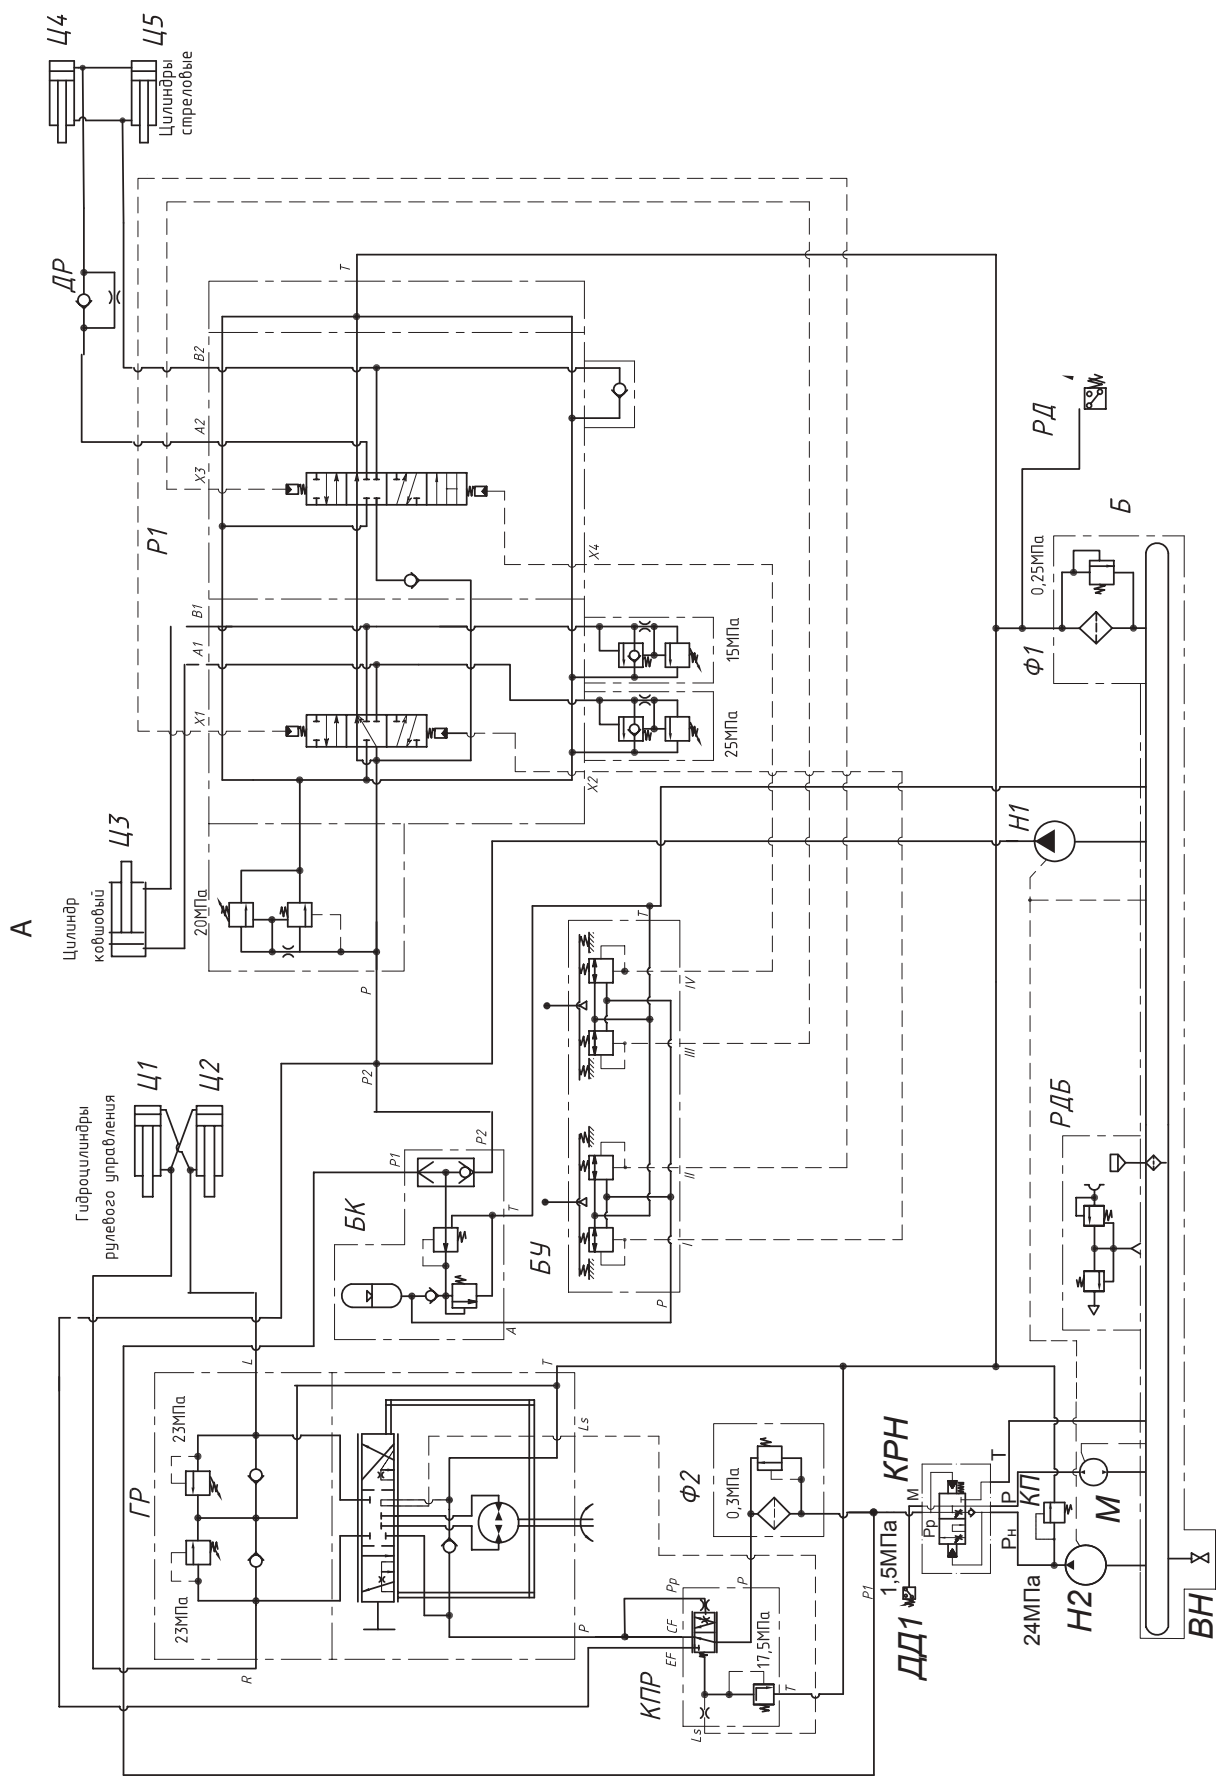 Ц4
Ц5
Цилиндры
стреловые
ДР
T
B2
A2
X3
P1
X4
B1
A1
X1
X2
15МПа
25МПа
РД
Б
0,25МПа
Ф1
А
Ц3
Цилиндр
ковшовый
20МПа
P
Н1
Ц1
Ц2
Гидроцилиндры
рулевого управления
P2
P1
P2
T
БК
A
БУ
T
IV
III
II
I
P
РДБ
L
T
ГР
23МПа
23МПа
R
Ls
P
Ф2
0,3МПа
P
КПР
Pp
CF
EF
Ls
T
17,5МПа
КРН
М
Pp
T
P
Рн
1,5МПа
ДД1
P1
КП
М
24МПа
Н2
ВН